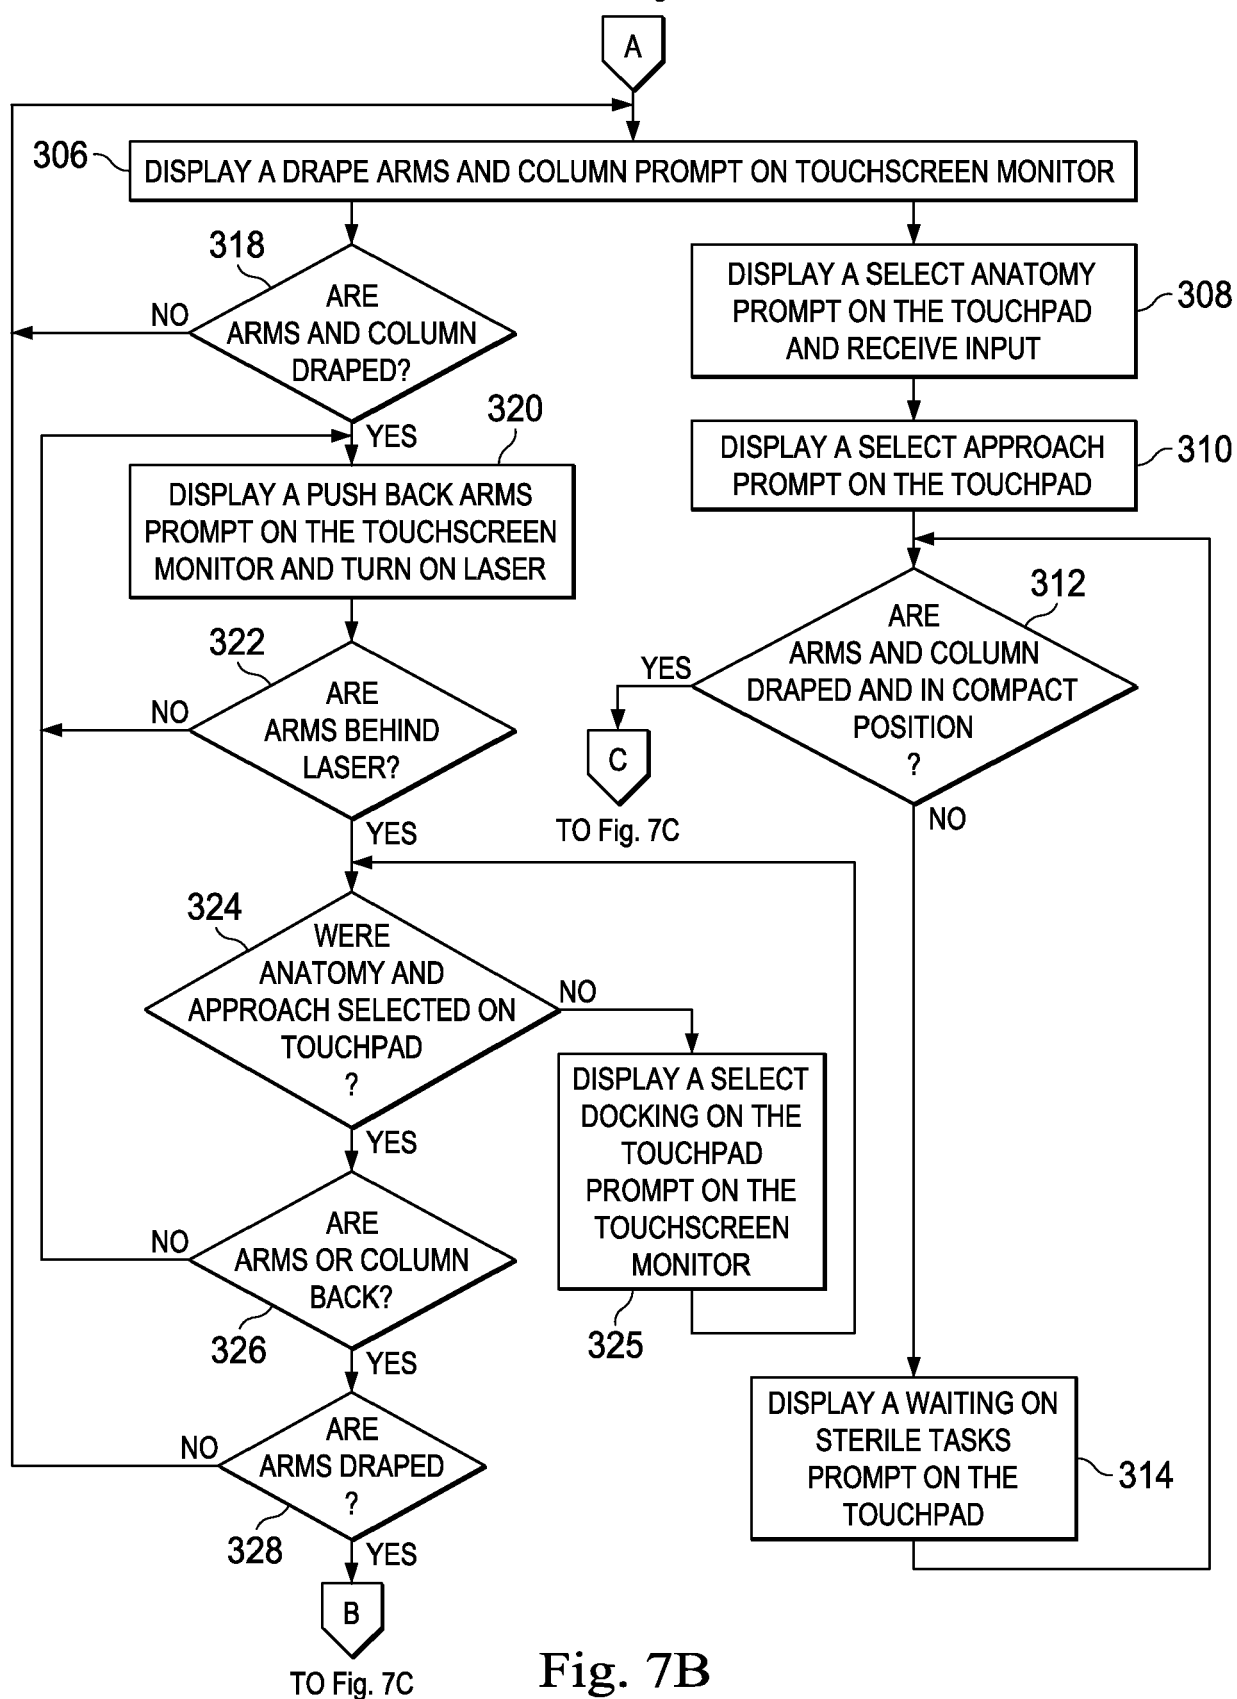 A
306
DISPLAY A DRAPE ARMS AND COLUMN PROMPT ON TOUCHSCREEN MONITOR
318
ARE
ARMS AND COLUMN
DRAPED?
NO
YES
DISPLAY A SELECT ANATOMY
PROMPT ON THE TOUCHPAD
AND RECEIVE INPUT
308
320
DISPLAY A PUSH BACK ARMS
PROMPT ON THE TOUCHSCREEN
MONITOR AND TURN ON LASER
DISPLAY A SELECT APPROACH
PROMPT ON THE TOUCHPAD
310
322
ARE
ARMS BEHIND
LASER?
NO
YES
312
ARE
ARMS AND COLUMN
DRAPED AND IN COMPACT
POSITION
?
YES
NO
C
TO Fig. 7C
324
WERE
ANATOMY AND
APPROACH SELECTED ON
TOUCHPAD
?
NO
YES
DISPLAY A SELECT
DOCKING ON THE
TOUCHPAD
PROMPT ON THE
TOUCHSCREEN
MONITOR
325
ARE
ARMS OR COLUMN
BACK?
NO
326
YES
DISPLAY A WAITING ON
STERILE TASKS
PROMPT ON THE
TOUCHPAD
314
ARE
ARMS DRAPED
?
NO
328
YES
B
TO Fig. 7C
Fig. 7B